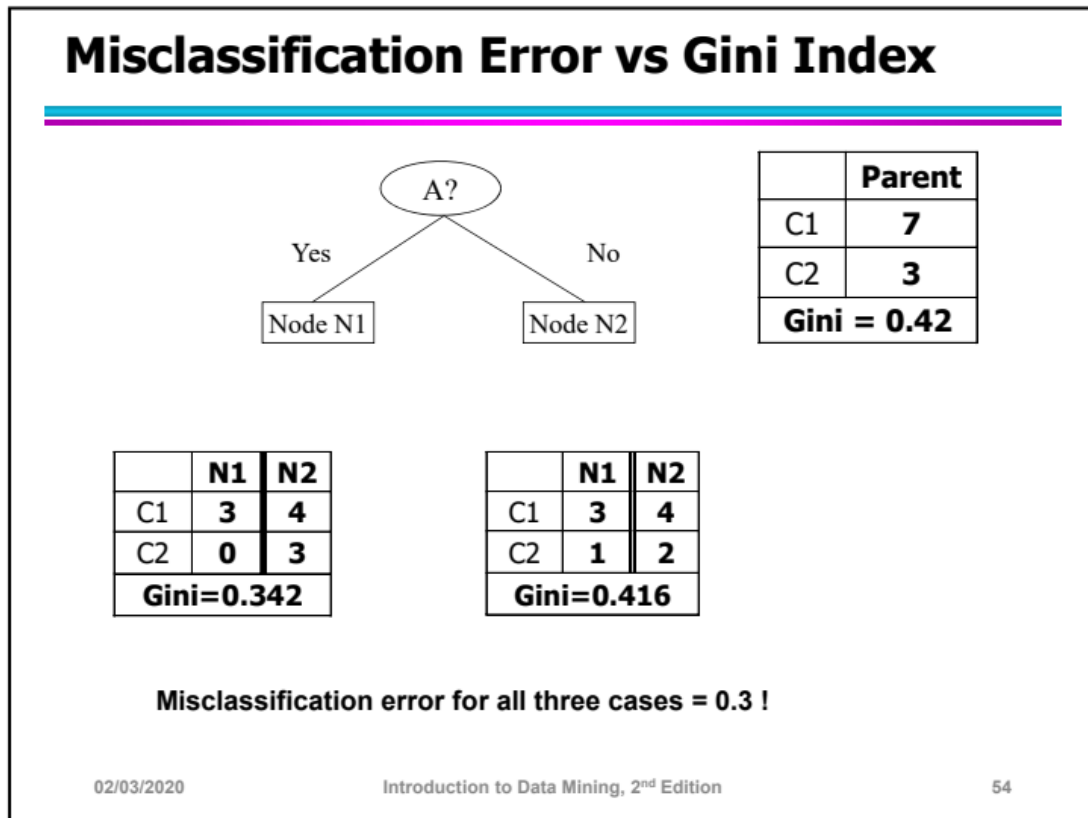 Misclassification Error vs Gini Index
A?
Yes
No
Node N1
Node N2
Parent
C1 7
C2 3
Gini = 0.42
N1 N2
C1 3 4
C2 0 3
Gini=0.342
N1 N2
C1 3 4
C2 1 2
Gini=0.416
Misclassification error for all three cases = 0.3 !
02/03/2020 Introduction to Data Mining, 2nd Edition 54